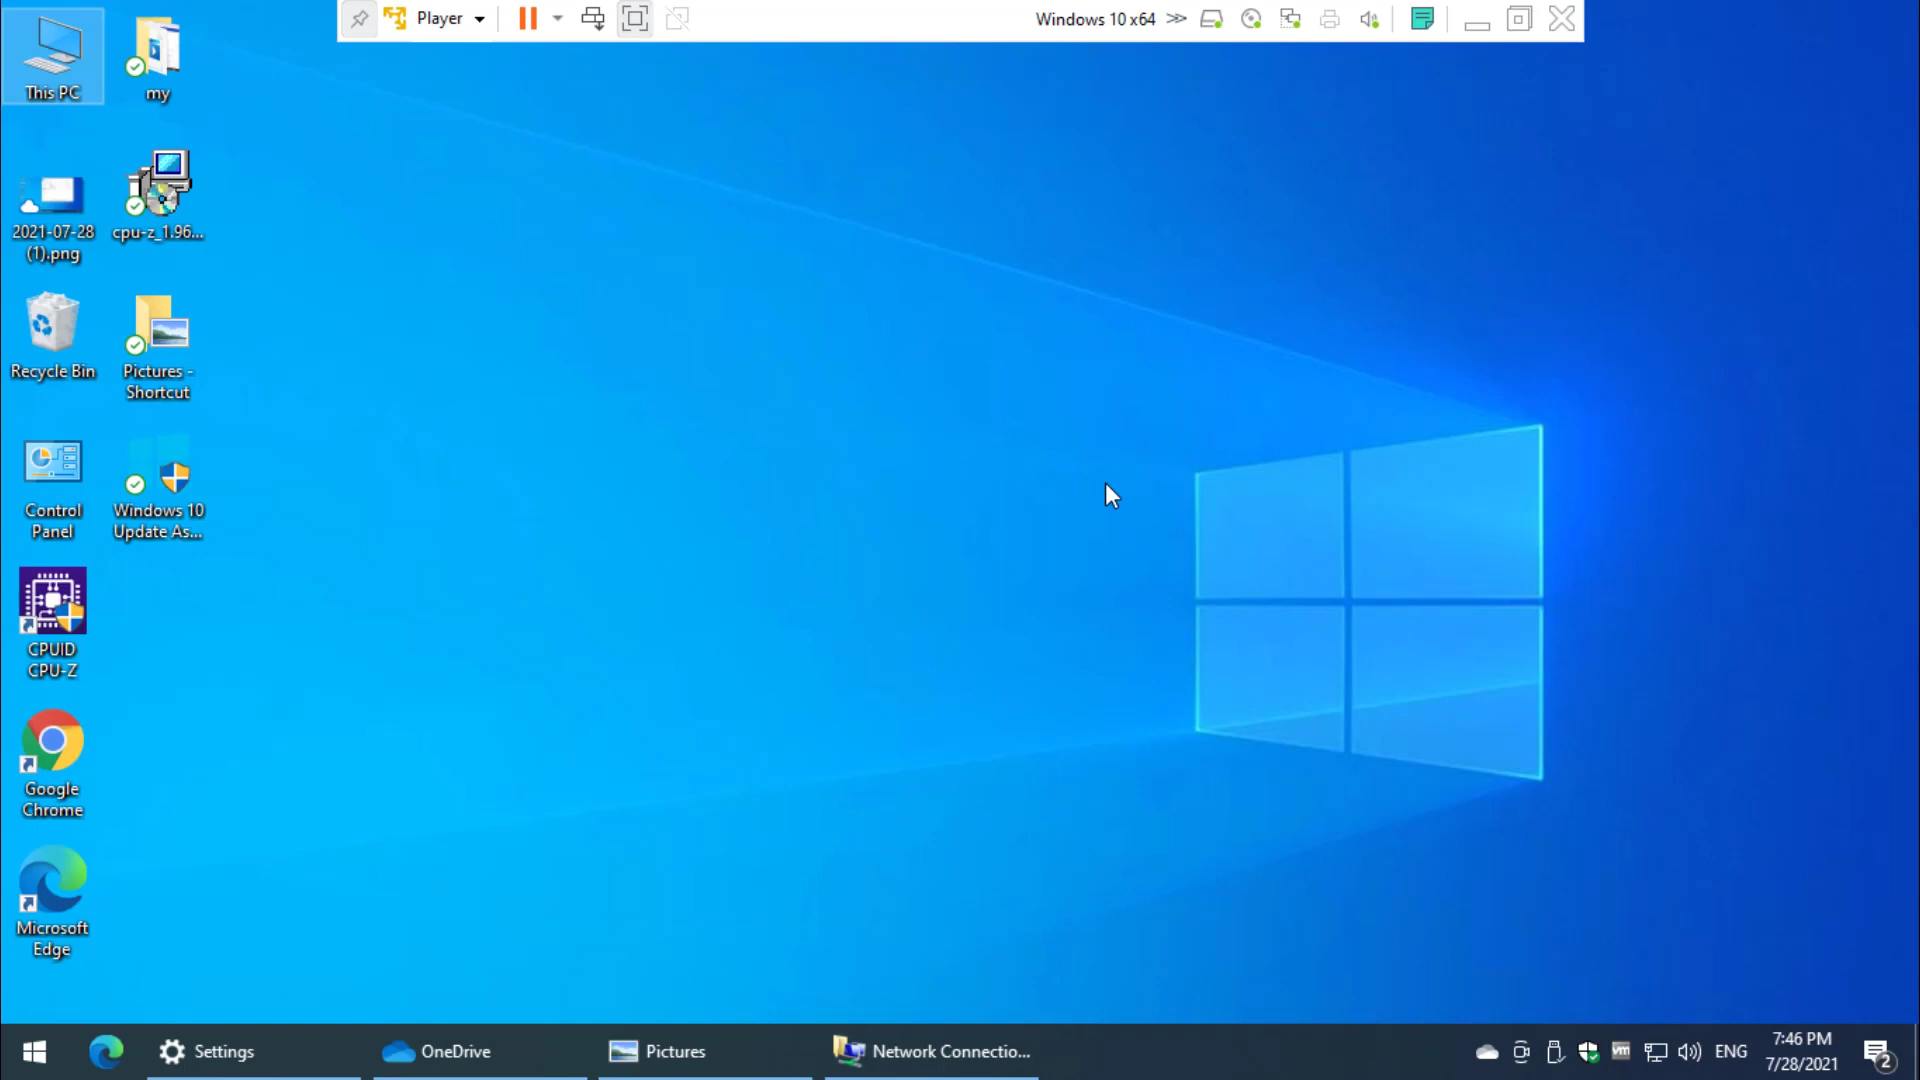 Player
Windows 10 x64
This PC
my
2021-07-28
(1).png
cpu-z_1.96...
Recycle Bin
Pictures -
Shortcut
Control
Panel
Windows 10
Update As...
CPUID
CPU-Z
Google
Chrome
Microsoft
Edge
Settings
OneDrive
Pictures
Network Connectio...
vm
ENG
7:46 PM
7/28/2021
2